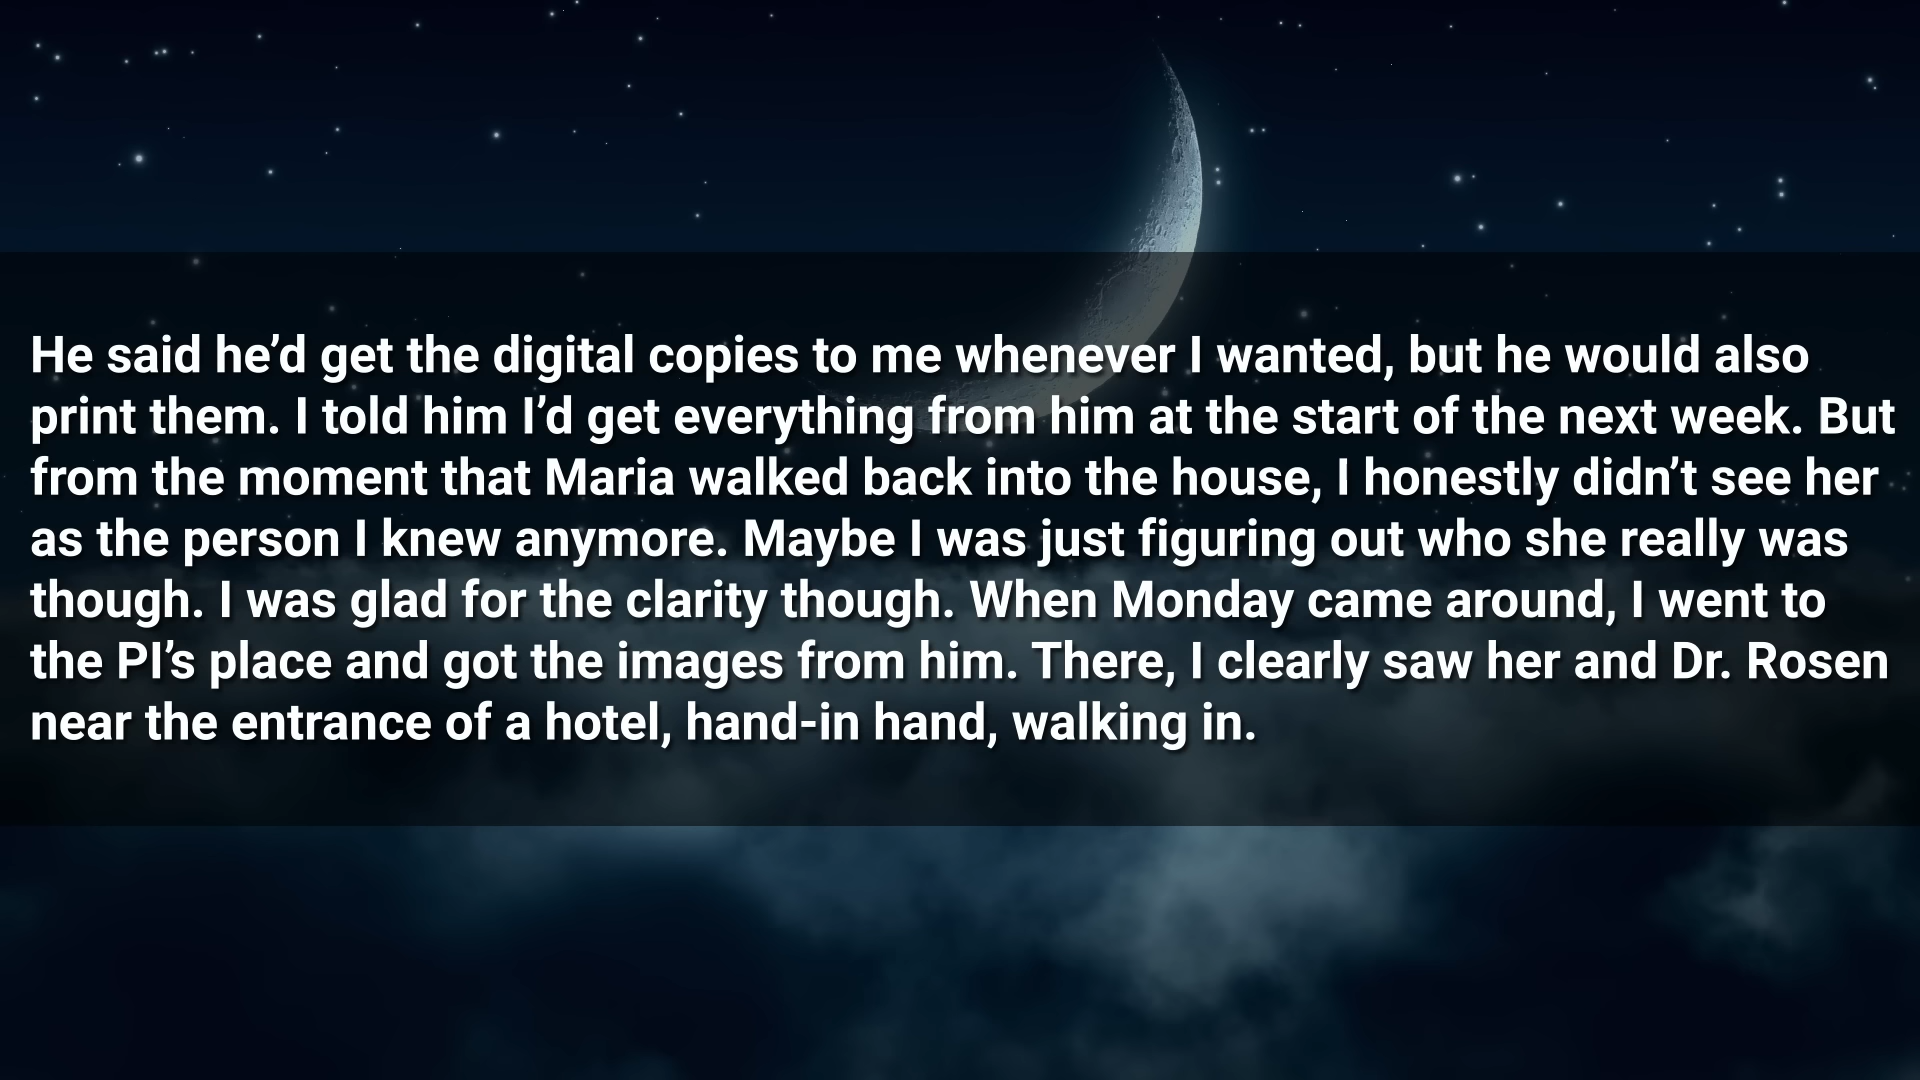 He said he’d get the digital copies to me whenever I wanted, but he would also
print them. I told him I’d get everything from him at the start of the next week. But
from the moment that Maria walked back into the house, I honestly didn’t see her
as the person I knew anymore. Maybe I was just figuring out who she really was
though. I was glad for the clarity though. When Monday came around, I went to
the PI’s place and got the images from him. There, I clearly saw her and Dr. Rosen
near the entrance of a hotel, hand-in hand, walking in.